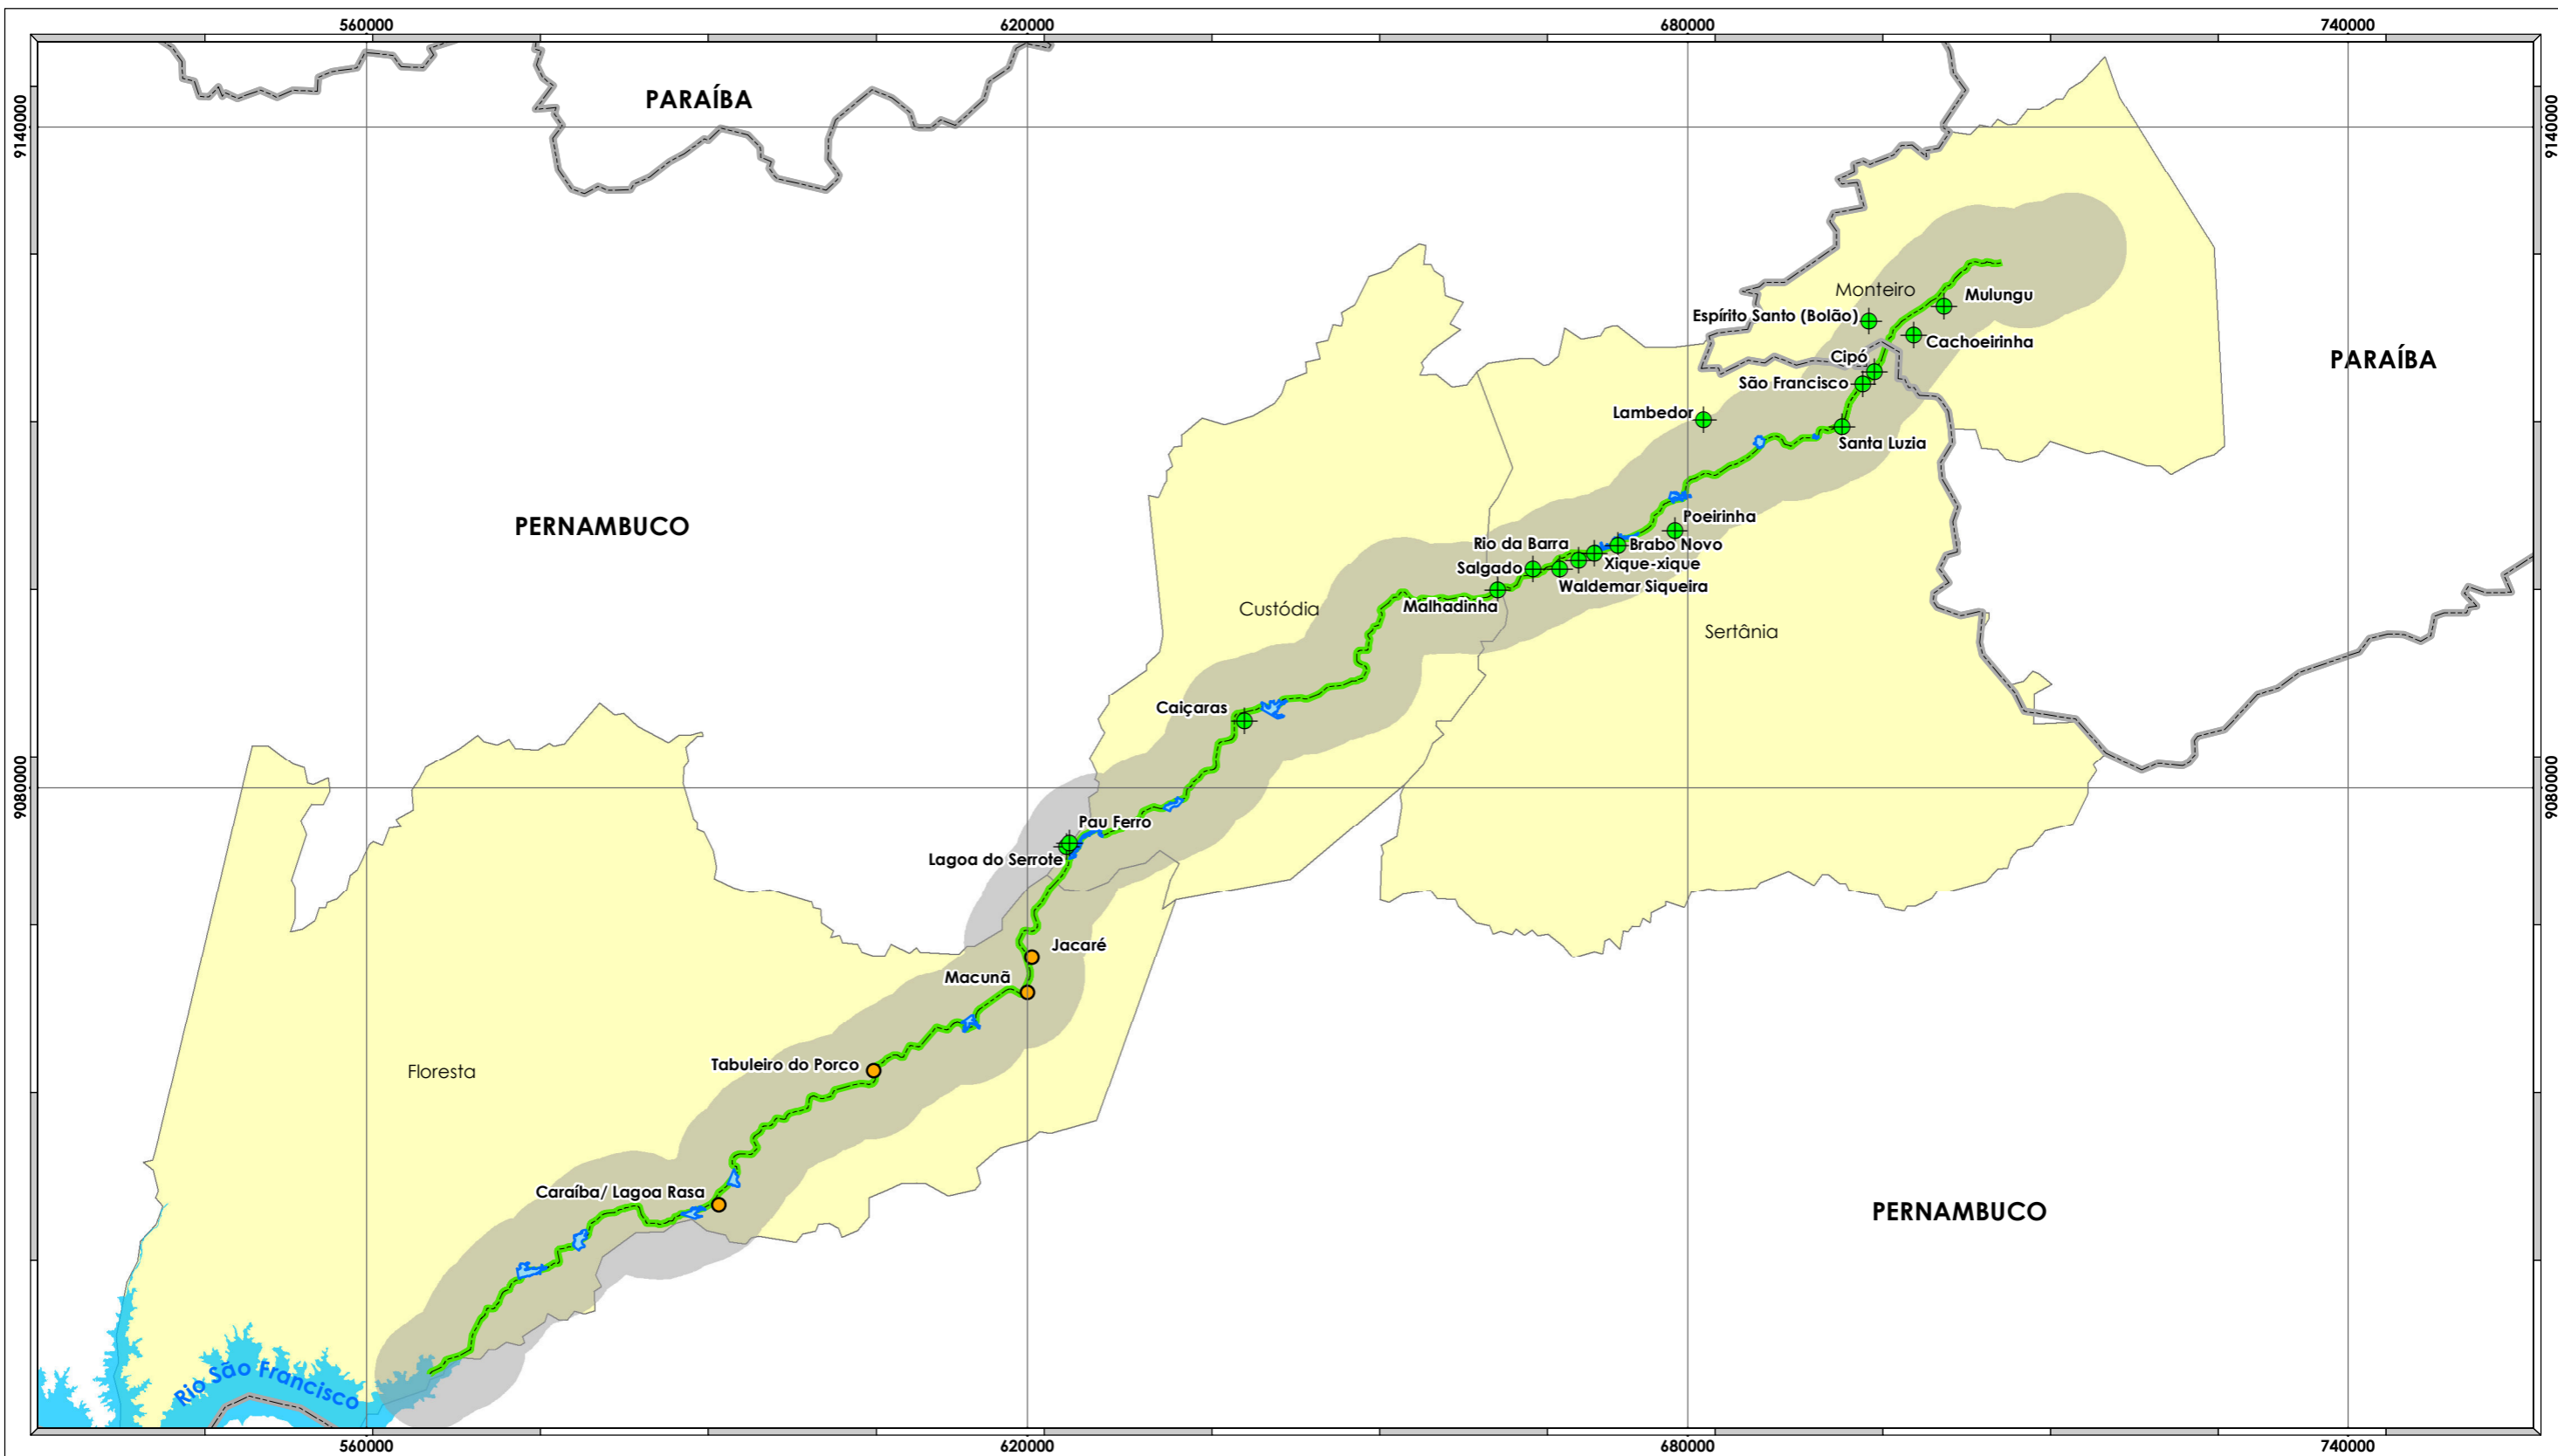 560000
620000
680000
740000
9140000
9140000
PARAÍBA
Monteiro
Mulungu
Espírito Santo (Bolão)
Cachoeirinha
Cipó
PARAÍBA
São Francisco
Lambedor
Santa Luzia
PERNAMBUCO
Poeirinha
Rio da Barra
Brabo Novo
Xique-xique
Salgado
Waldemar Siqueira
Malhadinha
Custódia
Sertânia
Caiçaras
9080000
9080000
Pau Ferro
Lagoa do Serrote
Jacaré
Macunã
Tabuleiro do Porco
Floresta
Caraíba/ Lagoa Rasa
PERNAMBUCO
Rio São Francisco
560000
620000
680000
740000